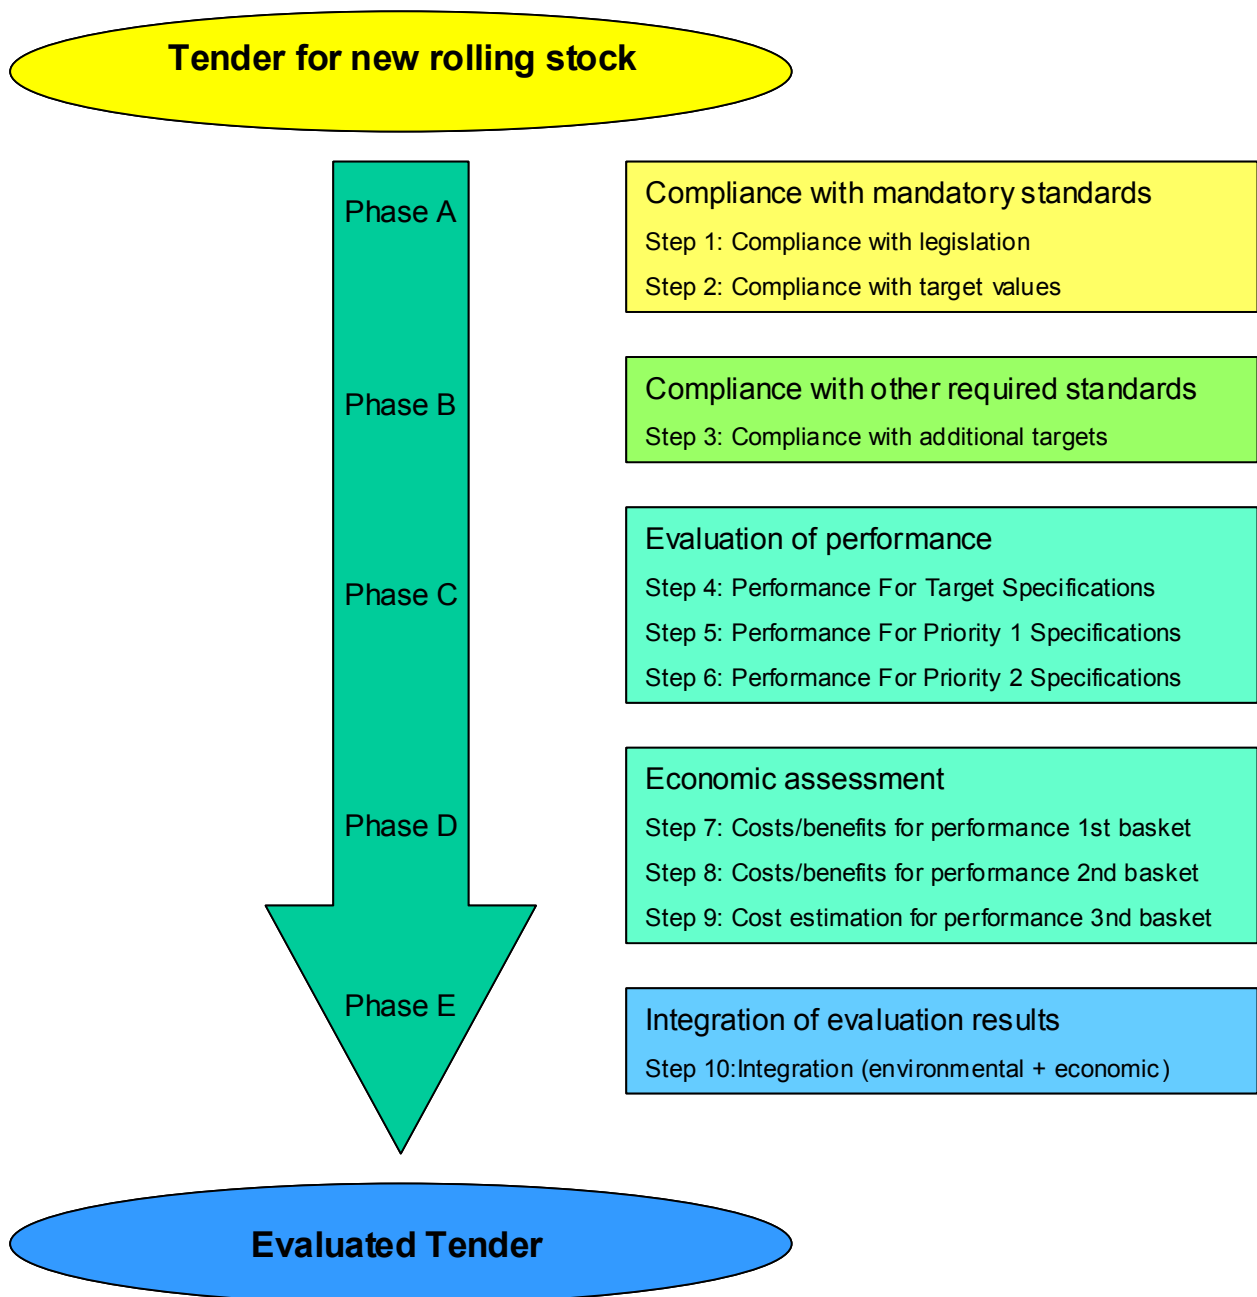 Tender for new rolling stock
Phase A
Compliance with mandatory standards
Step 1: Compliance with legislation
Step 2: Compliance with target values
Phase B
Compliance with other required standards
Step 3: Compliance with additional targets
Phase C
Evaluation of performance
Step 4: Performance For Target Specifications
Step 5: Performance For Priority 1 Specifications
Step 6: Performance For Priority 2 Specifications
Phase D
Economic assessment
Step 7: Costs/benefits for performance 1st basket
Step 8: Costs/benefits for performance 2nd basket
Step 9: Cost estimation for performance 3nd basket
Phase E
Integration of evaluation results
Step 10:Integration (environmental + economic)
Evaluated Tender